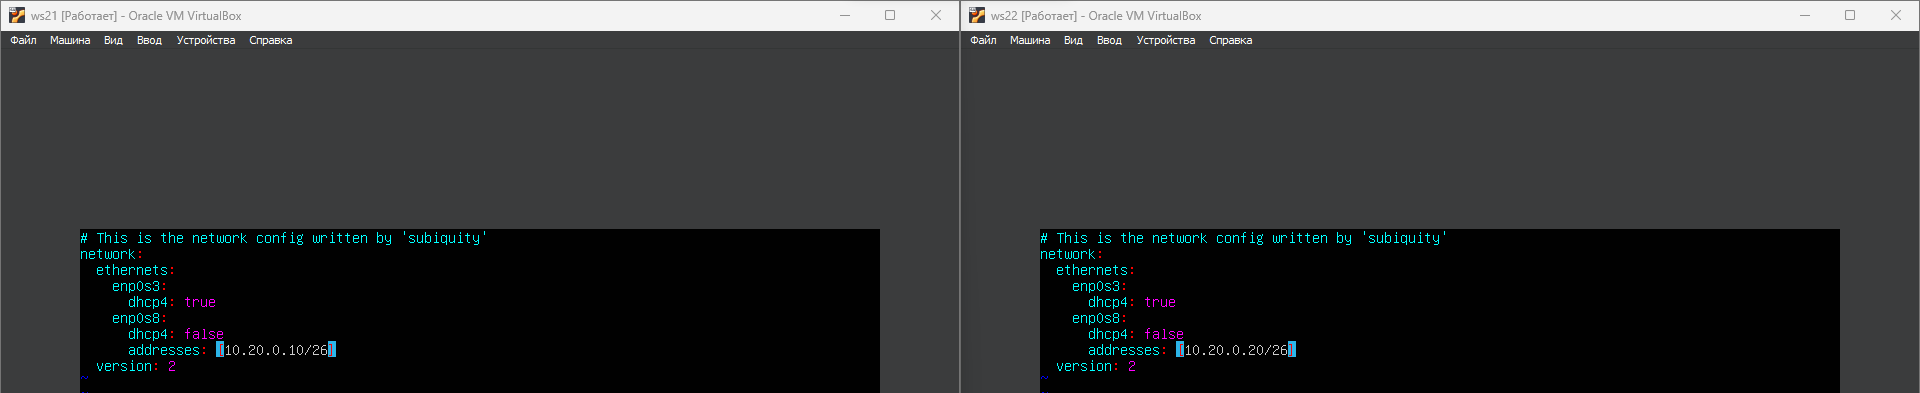 ws21 [Работает] - Oracle VM VirtualBox
Файл Машина Вид Ввод Устройства Справка
# This is the network config written by 'subiquity'
network:
  ethernets:
    enp0s3:
      dhcp4: true
    enp0s8:
      dhcp4: false
      addresses: [10.20.0.10/26]
  version: 2
~
ws22 [Работает] - Oracle VM VirtualBox
Файл Машина Вид Ввод Устройства Справка
# This is the network config written by 'subiquity'
network:
  ethernets:
    enp0s3:
      dhcp4: true
    enp0s8:
      dhcp4: false
      addresses: [10.20.0.20/26]
  version: 2
~